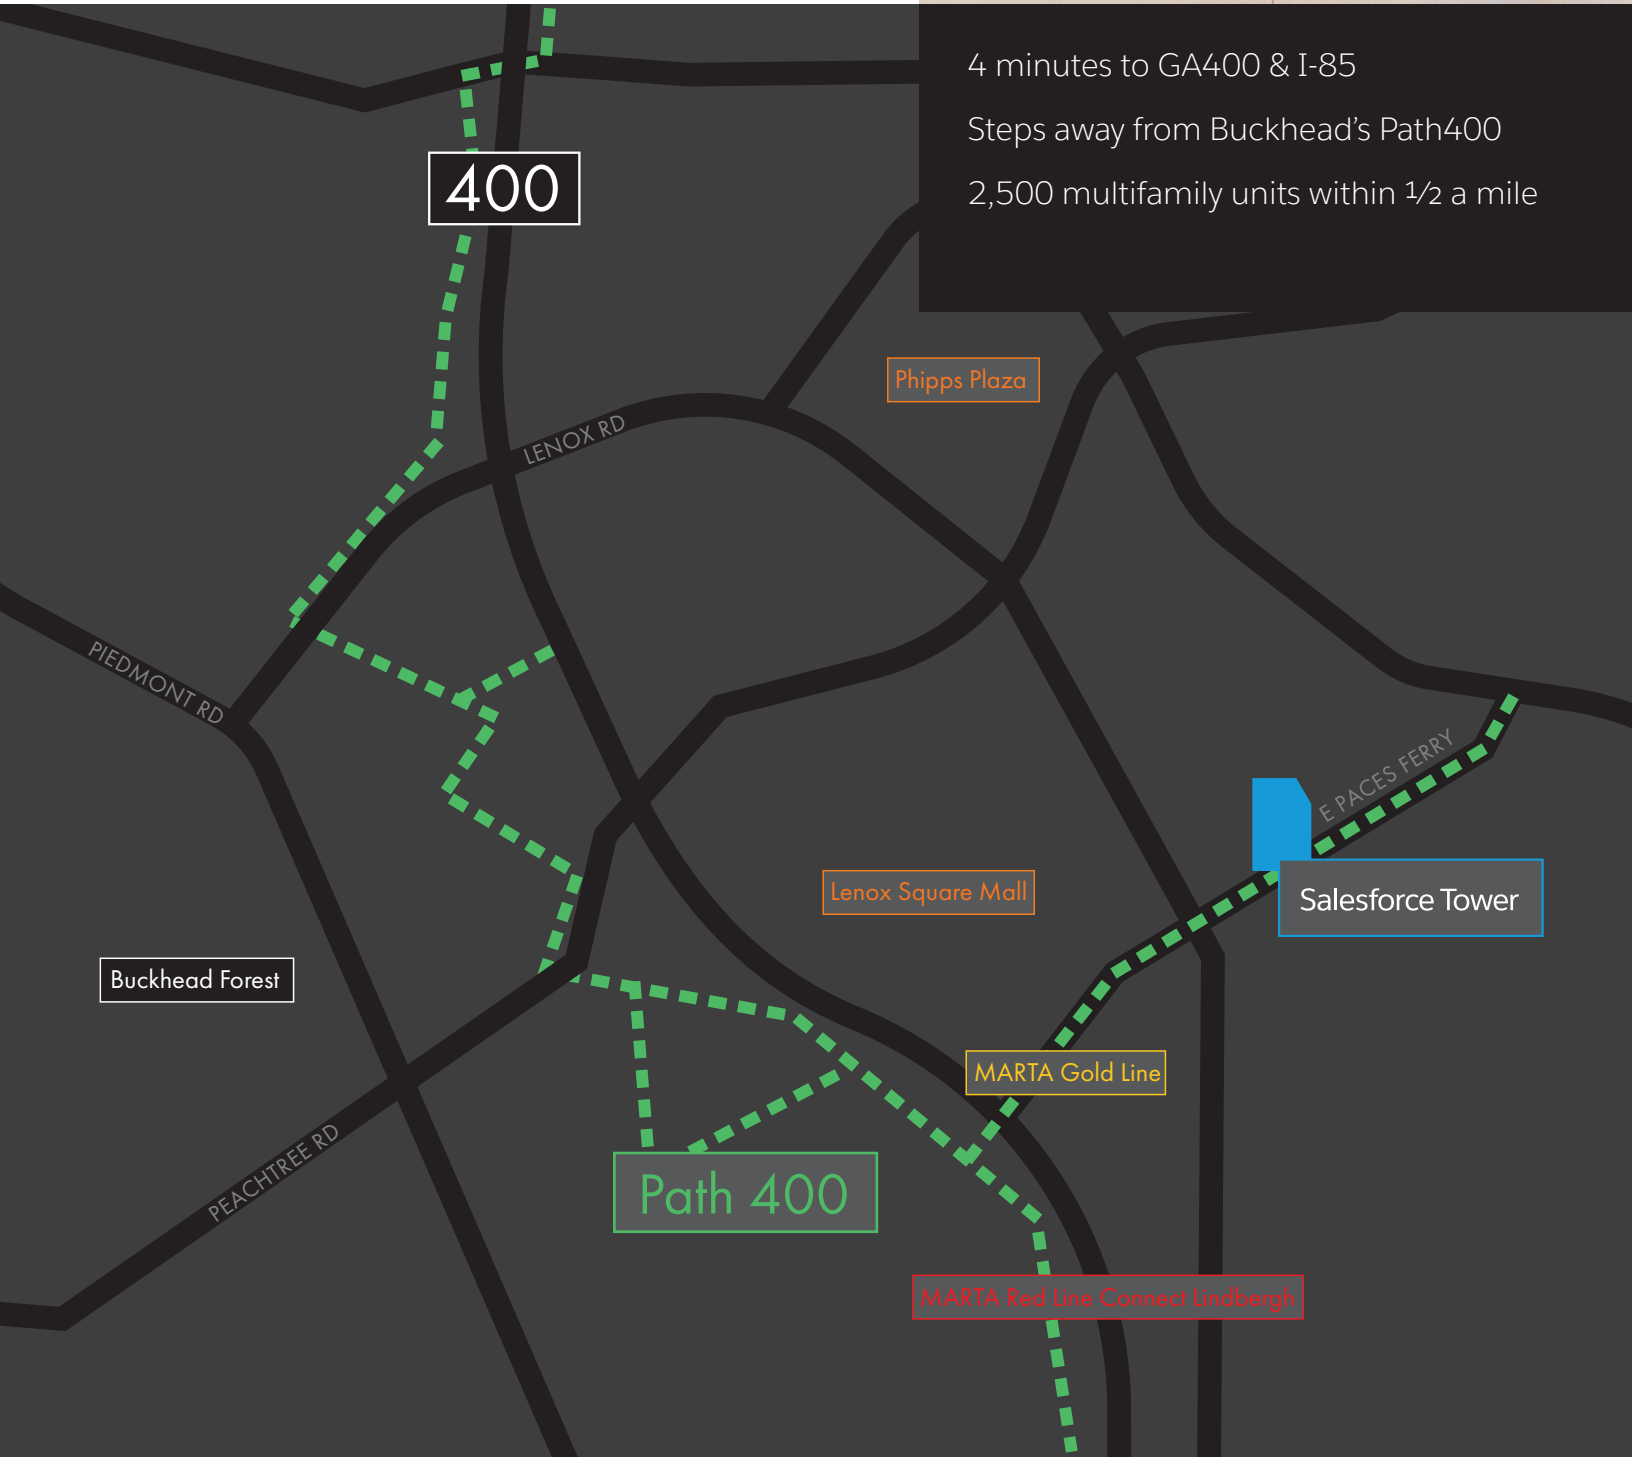 4 minutes to GA400 & I-85
Steps away from Buckhead’s Path400
2,500 multifamily units within ½ a mile
400
Phipps Plaza
LENOX RD
PIEDMONT RD
E PACES FERRY
Lenox Square Mall
Salesforce Tower
Buckhead Forest
MARTA Gold Line
PEACHTREE RD
Path 400
MARTA Red Line Connect Lindbergh